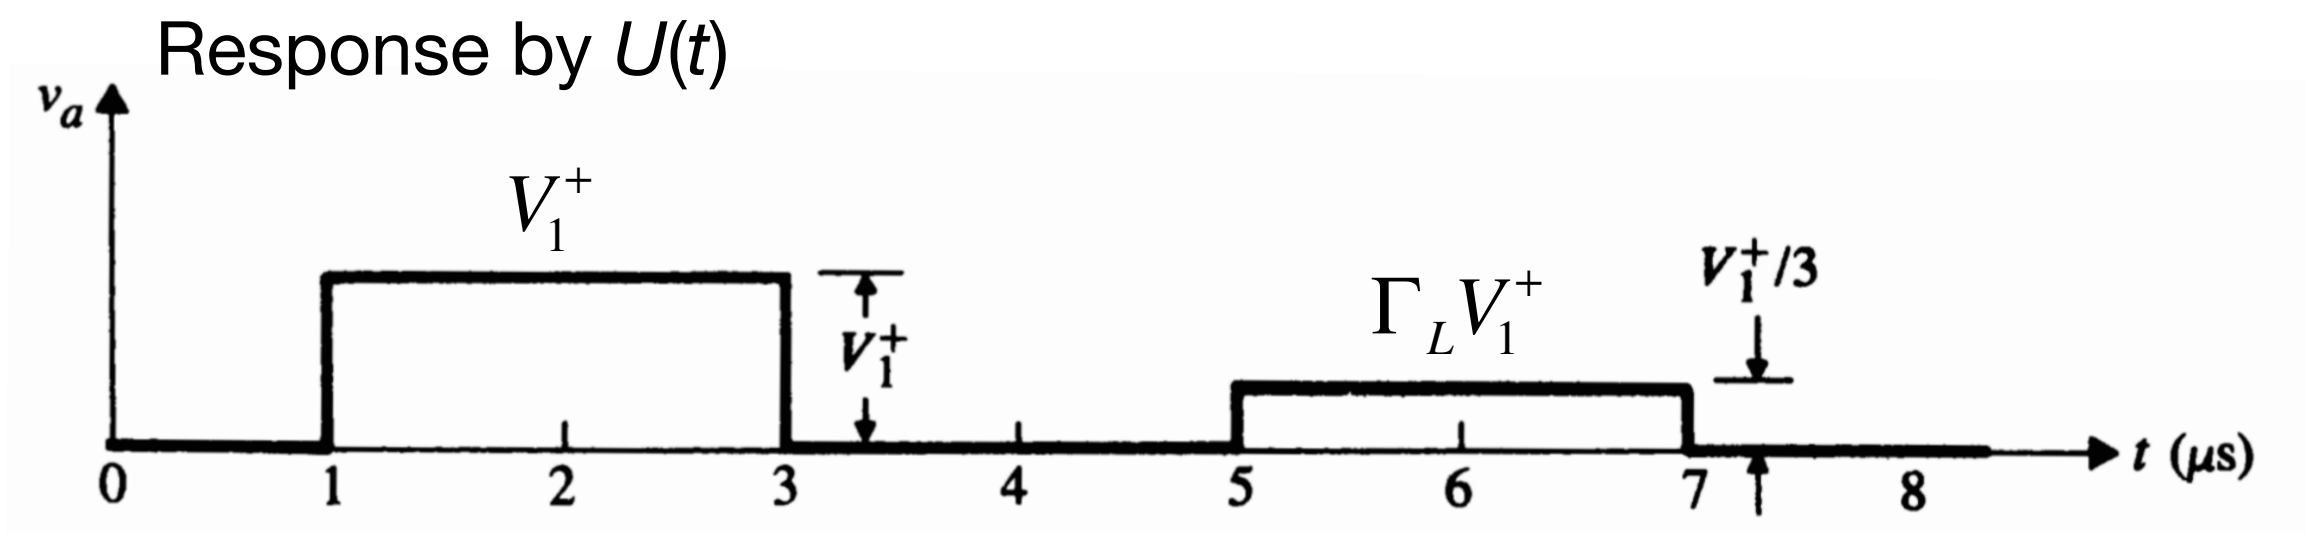 Response by U(t)
v_a
V_1^+
V_1^+
Γ_L V_1^+
V_1^+/3
0 1 2 3 4 5 6 7 8 t (μs)